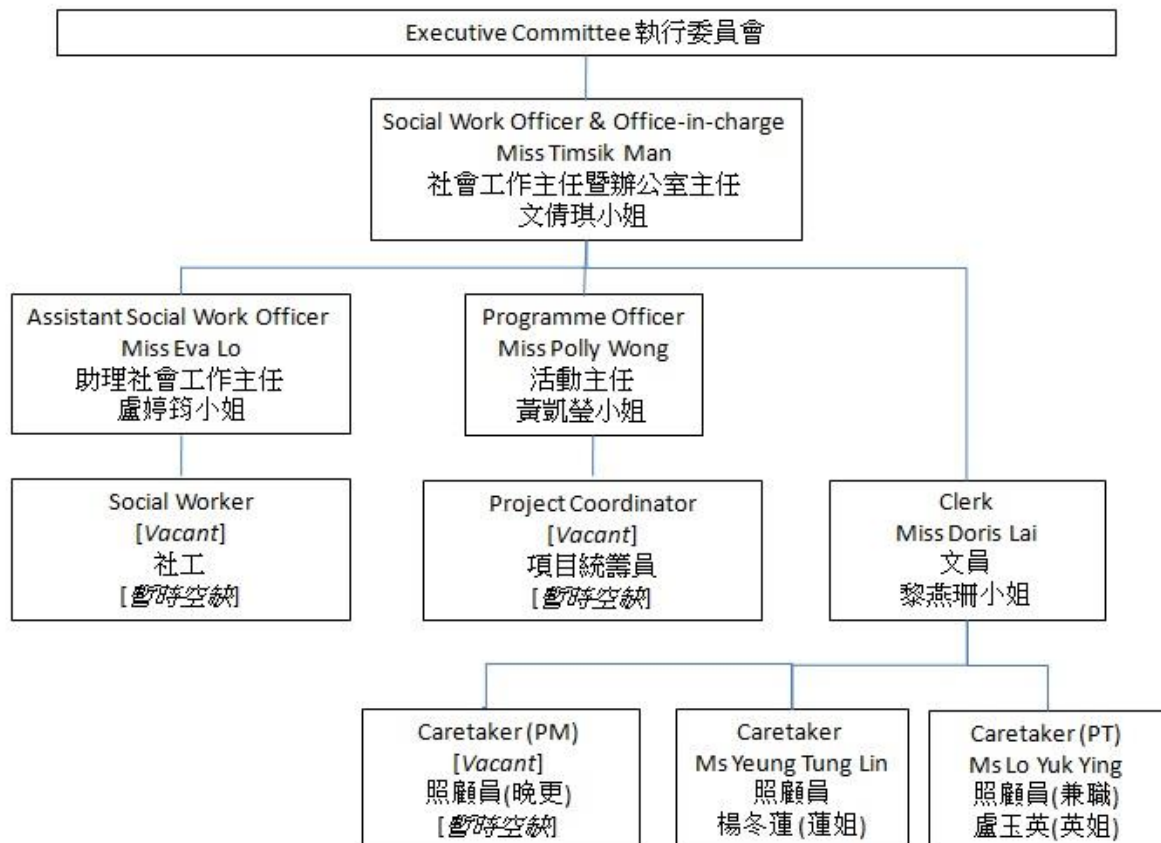 Executive Committee 執行委員會
Social Work Officer & Office-in-charge
Miss Timsik Man
社會工作主任暨辦公室主任
文倩琪小姐
Assistant Social Work Officer
Miss Eva Lo
助理社會工作主任
盧婷筠小姐
Programme Officer
Miss Polly Wong
活動主任
黃凱瑩小姐
Social Worker
[Vacant]
社工
[暫時空缺]
Project Coordinator
[Vacant]
項目統籌員
[暫時空缺]
Clerk
Miss Doris Lai
文員
黎燕珊小姐
Caretaker (PM)
[Vacant]
照顧員(晚更)
[暫時空缺]
Caretaker
Ms Yeung Tung Lin
照顧員
楊冬蓮 (蓮姐)
Caretaker (PT)
Ms Lo Yuk Ying
照顧員(兼職)
盧玉英(英姐)